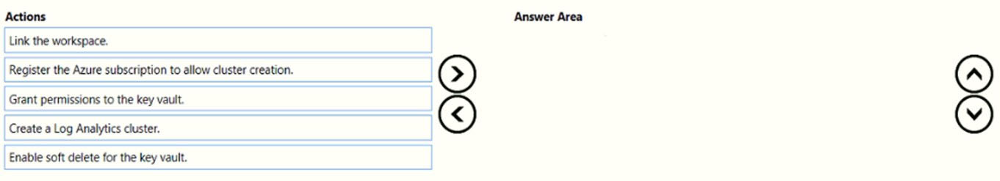 Actions
Answer Area
Link the workspace.
Register the Azure subscription to allow cluster creation.
Grant permissions to the key vault.
Create a Log Analytics cluster.
Enable soft delete for the key vault.